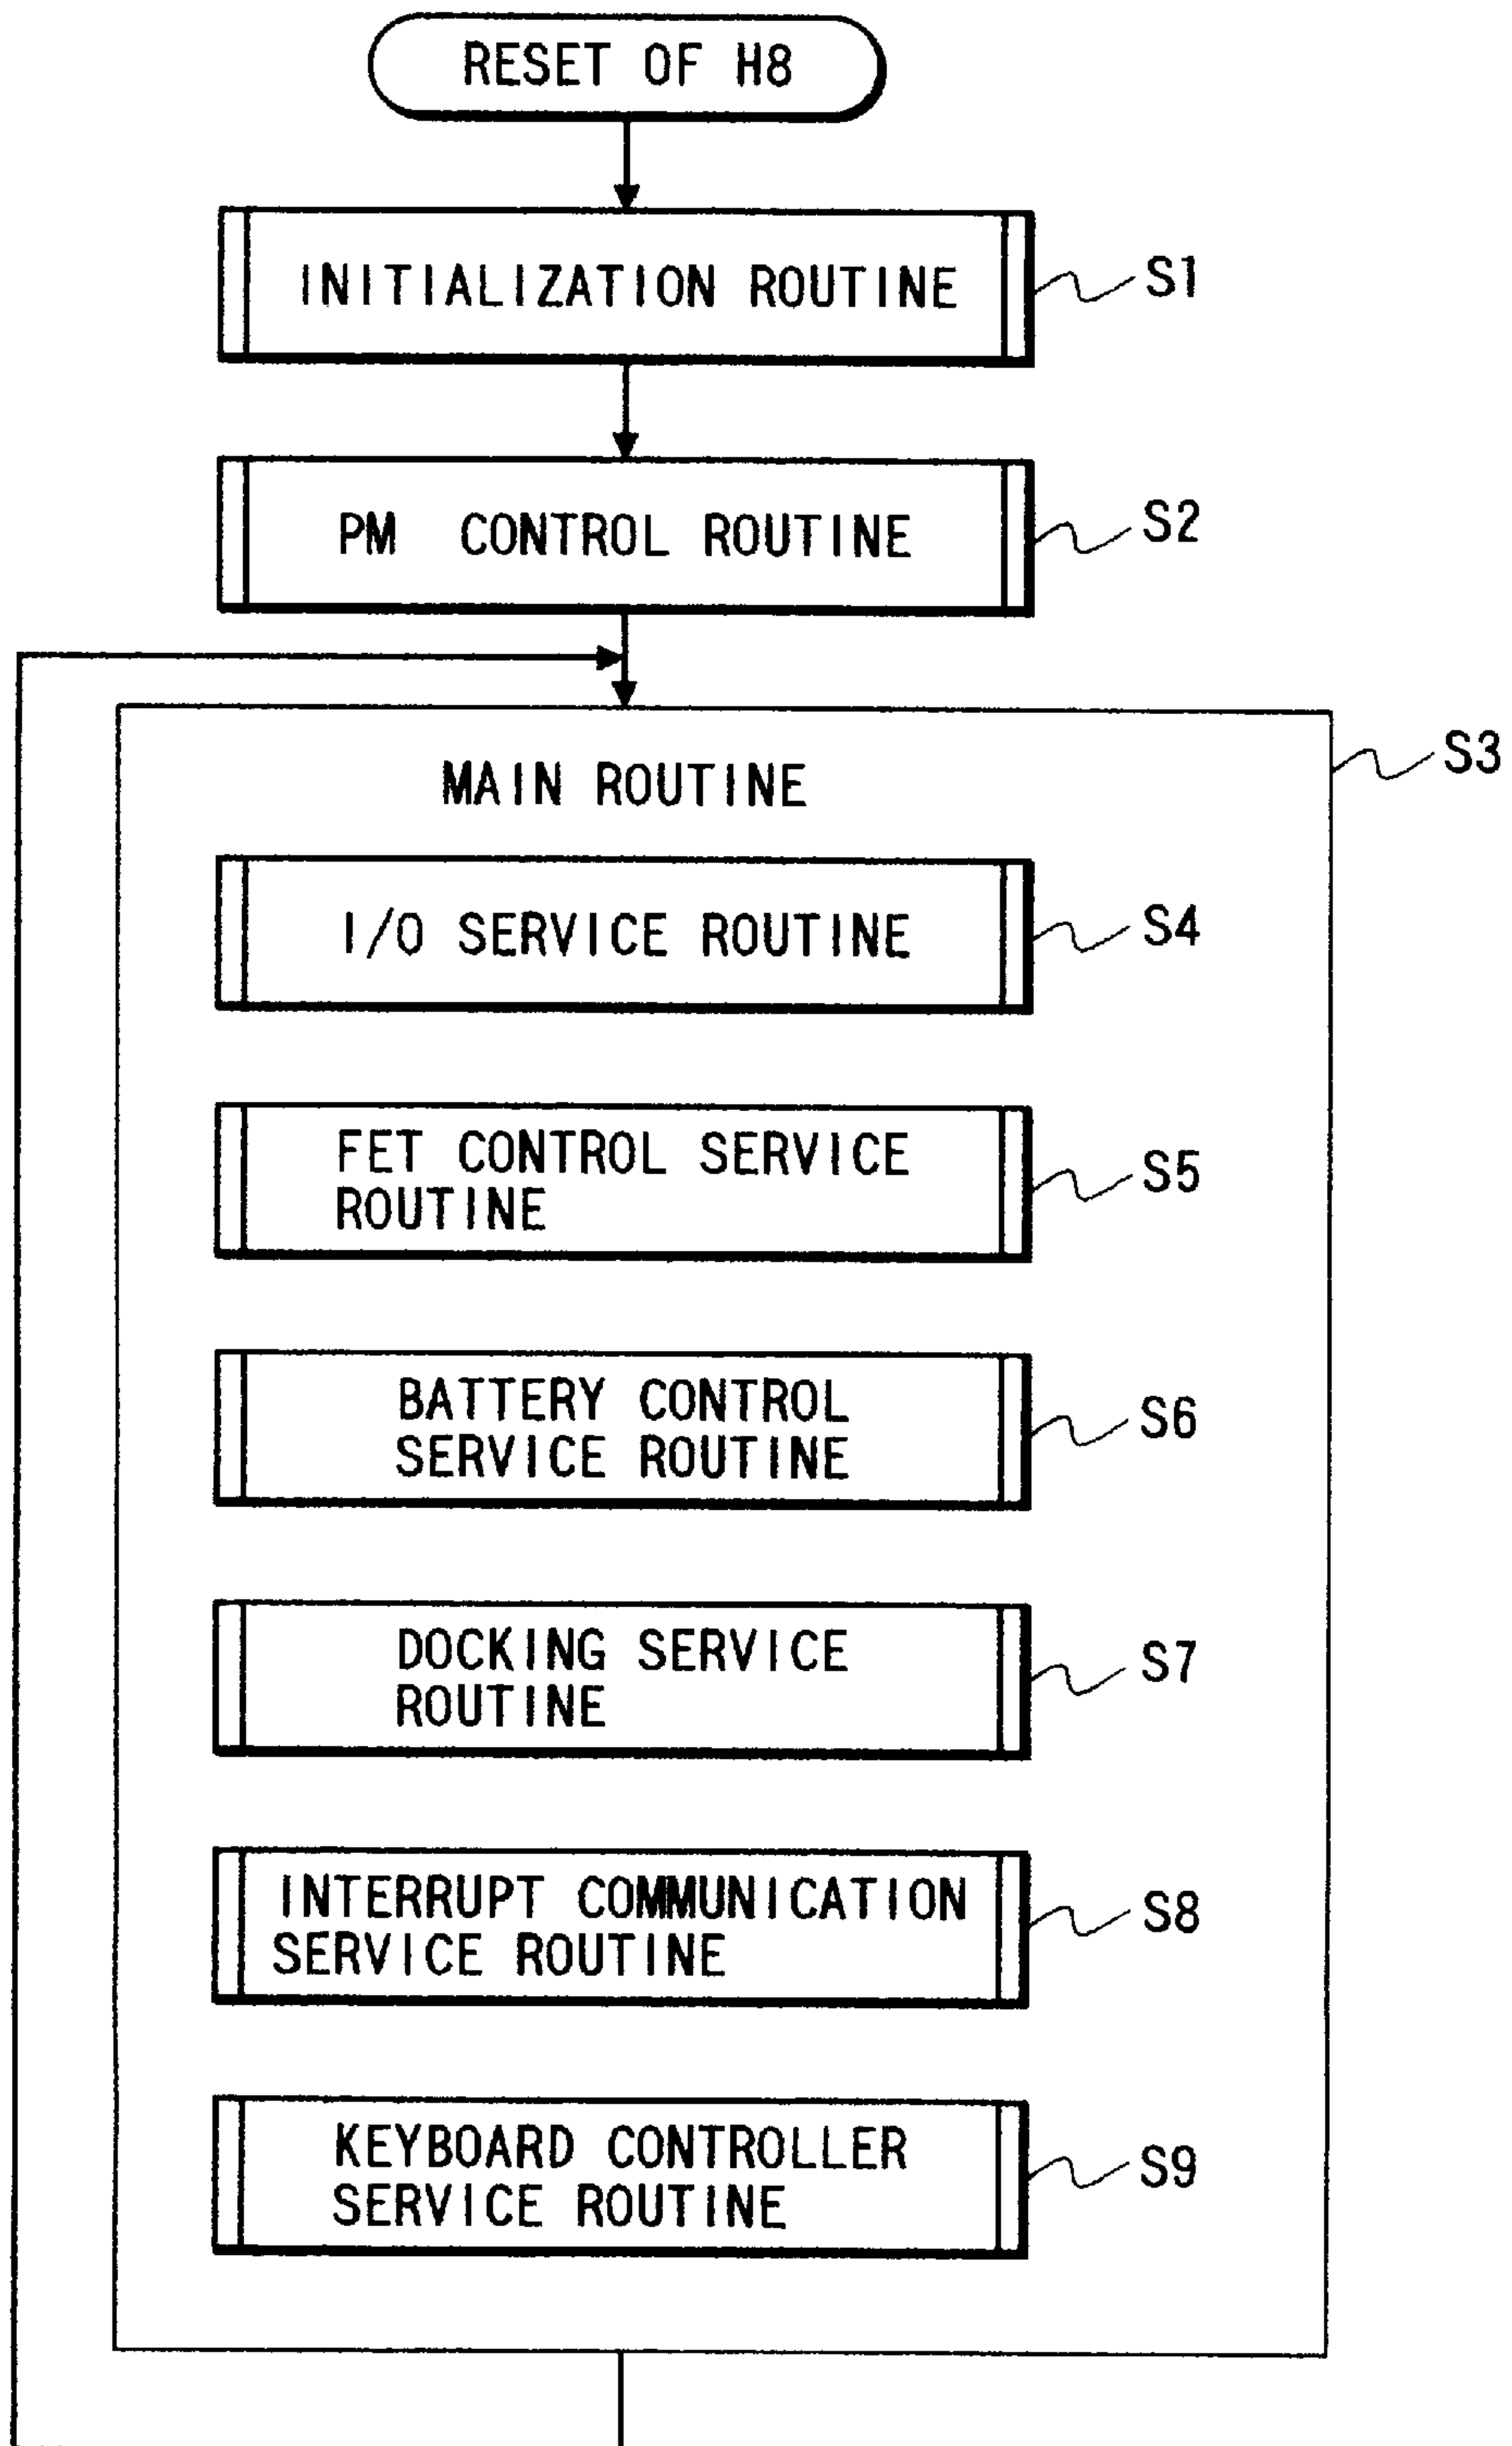 RESET OF H8
INITIALIZATION ROUTINE
S1
PM CONTROL ROUTINE
S2
S3
MAIN ROUTINE
I/O SERVICE ROUTINE
S4
FET CONTROL SERVICE
ROUTINE
S5
BATTERY CONTROL
SERVICE ROUTINE
S6
DOCKING SERVICE
ROUTINE
S7
INTERRUPT COMMUNICATION
SERVICE ROUTINE
S8
KEYBOARD CONTROLLER
SERVICE ROUTINE
S9